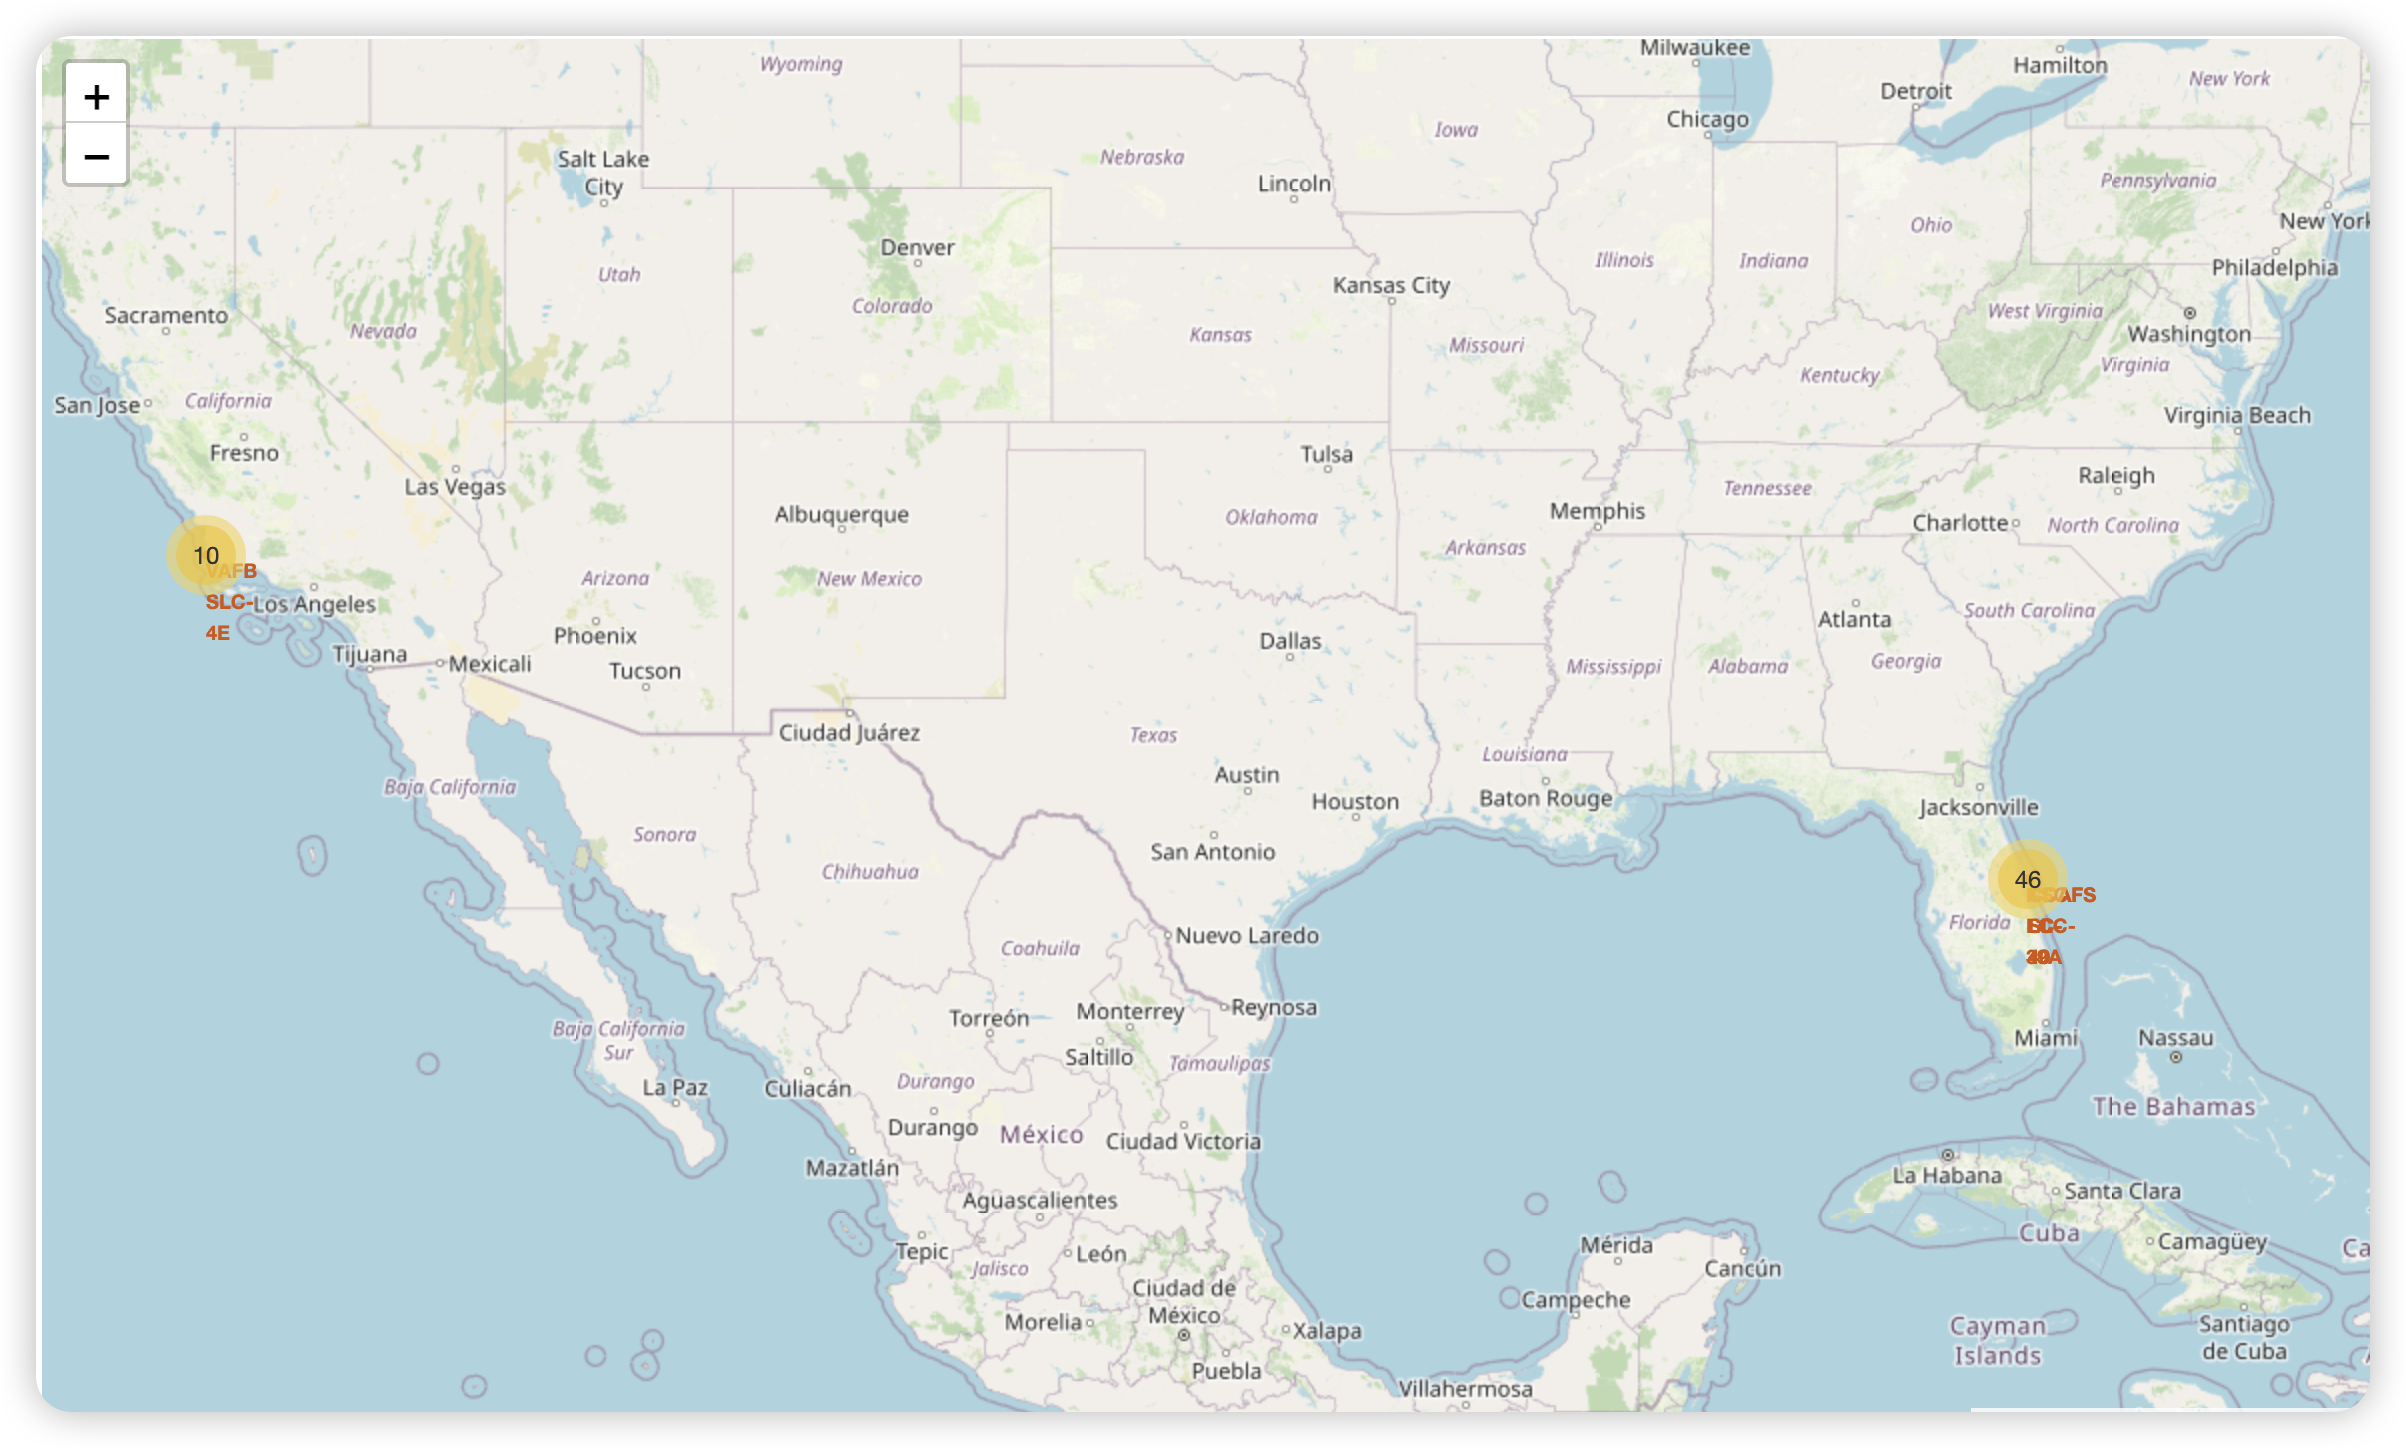 +
−
Wyoming
Milwaukee
Hamilton
New York
Detroit
Chicago
Iowa
Salt Lake
City
Nebraska
Lincoln
Pennsylvania
New York
Ohio
Denver
Utah
Illinois
Indiana
Philadelphia
Kansas City
Colorado
Sacramento
Nevada
Kansas
West Virginia
Washington
Missouri
Virginia
Kentucky
San Jose
California
Virginia Beach
Fresno
Tulsa
Las Vegas
Raleigh
Tennessee
Albuquerque
Oklahoma
Memphis
Charlotte
North Carolina
Arkansas
10
VAFB
SLC-
4E
Arizona
New Mexico
Los Angeles
South Carolina
Atlanta
Phoenix
Dallas
Tijuana
Mexicali
Tucson
Mississippi
Alabama
Georgia
Ciudad Juárez
Texas
Louisiana
Austin
Baja California
Houston
Baton Rouge
Jacksonville
Sonora
San Antonio
Chihuahua
46
Florida
Nuevo Laredo
Coahuila
Reynosa
Monterrey
Torreón
Baja California
Sur
Saltillo
Tamaulipas
Miami
Nassau
La Paz
Culiacán
Durango
The Bahamas
Durango
México
Ciudad Victoria
Mazatlán
La Habana
Santa Clara
Aguascalientes
Cuba
Camagüey
Ca
Tepic
León
Mérida
Jalisco
Cancún
Ciudad de
México
Campeche
Morelia
Xalapa
Cayman
Islands
Santiago
de Cuba
Puebla
Villahermosa